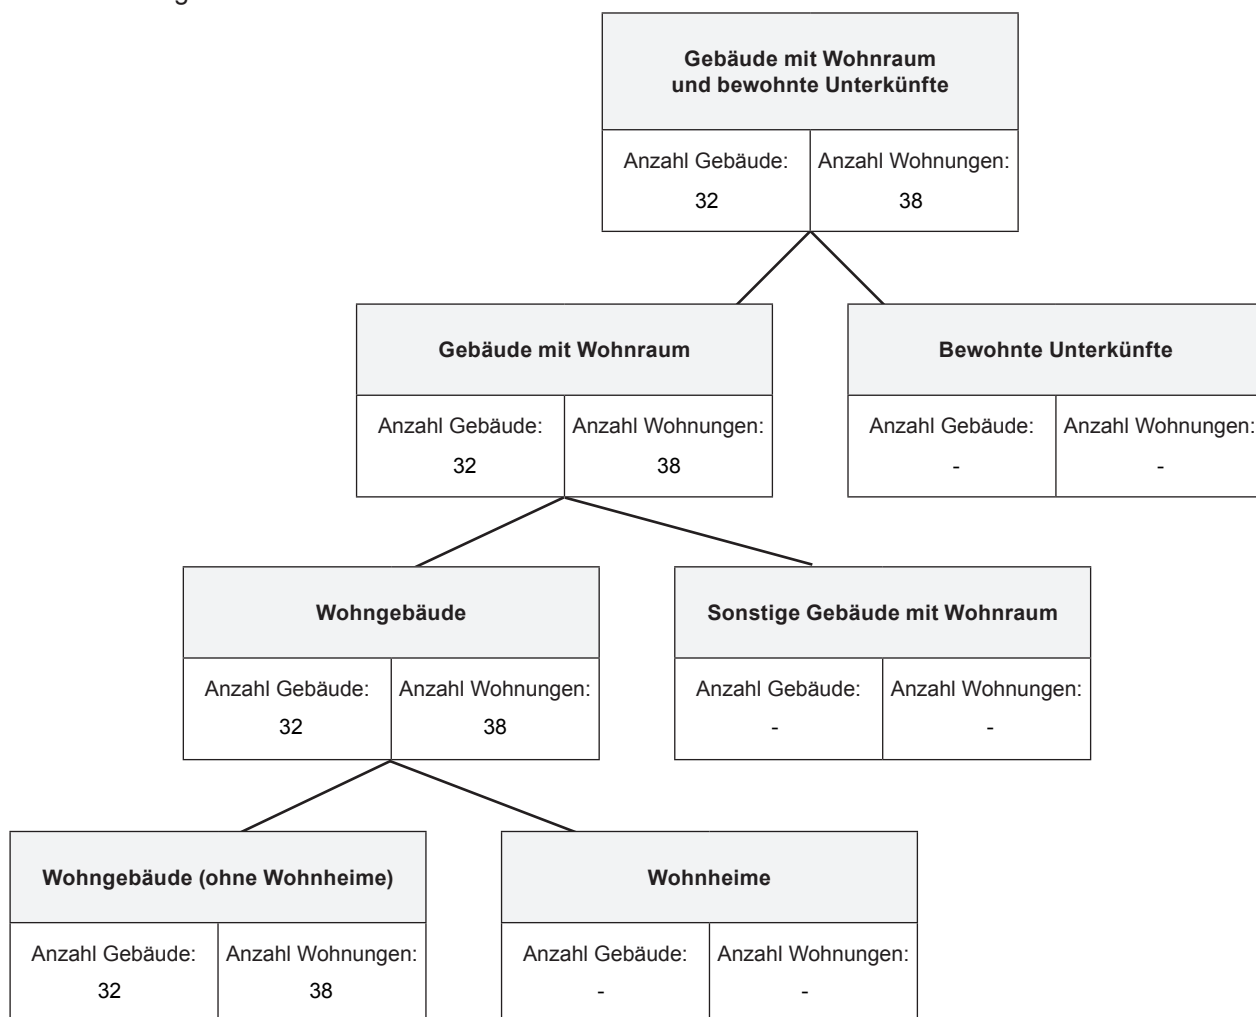 Gebäude mit Wohnraum
und bewohnte Unterkünfte
Anzahl Gebäude: Anzahl Wohnungen:
32 38
Gebäude mit Wohnraum
Bewohnte Unterkünfte
Anzahl Gebäude: Anzahl Wohnungen:
32 38
Anzahl Gebäude: Anzahl Wohnungen:
- -
Wohngebäude
Sonstige Gebäude mit Wohnraum
Anzahl Gebäude: Anzahl Wohnungen:
32 38
Anzahl Gebäude: Anzahl Wohnungen:
- -
Wohngebäude (ohne Wohnheime)
Wohnheime
Anzahl Gebäude: Anzahl Wohnungen:
32 38
Anzahl Gebäude: Anzahl Wohnungen:
- -